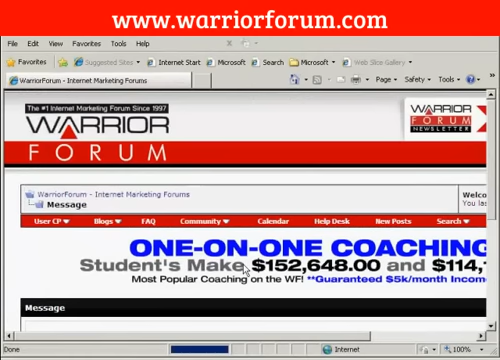 www.warriorforum.com
File Edit View Favorites Tools Help
Favorites Suggested Sites Internet Start Microsoft Search Microsoft Web Slice Gallery
WarriorForum - Internet Marketing Forums
Page Safety Tools
The #1 Internet Marketing Forum Since 1997
WARRIOR
FORUM
WARRIOR
FORUM
NEWSLETTER
WarriorForum - Internet Marketing Forums
Message
Welco
You las
User CP Blogs FAQ Community Calendar Help Desk New Posts Search
ONE-ON-ONE COACHING
Student's Make $152,648.00 and $114,
Most Popular Coaching on the WF! **Guaranteed $5k/month Incom
Message
Done Internet 100%